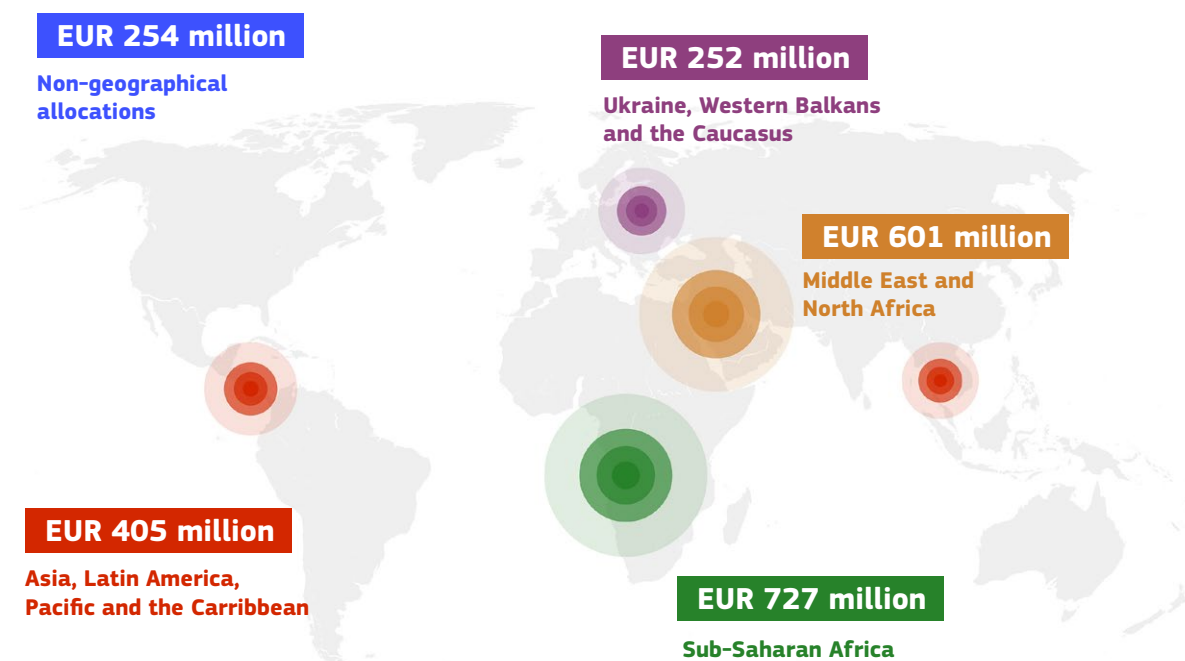 EUR 254 million
Non-geographical
allocations
EUR 252 million
Ukraine, Western Balkans
and the Caucasus
EUR 601 million
Middle East and
North Africa
EUR 405 million
Asia, Latin America,
Pacific and the Carribbean
EUR 727 million
Sub-Saharan Africa